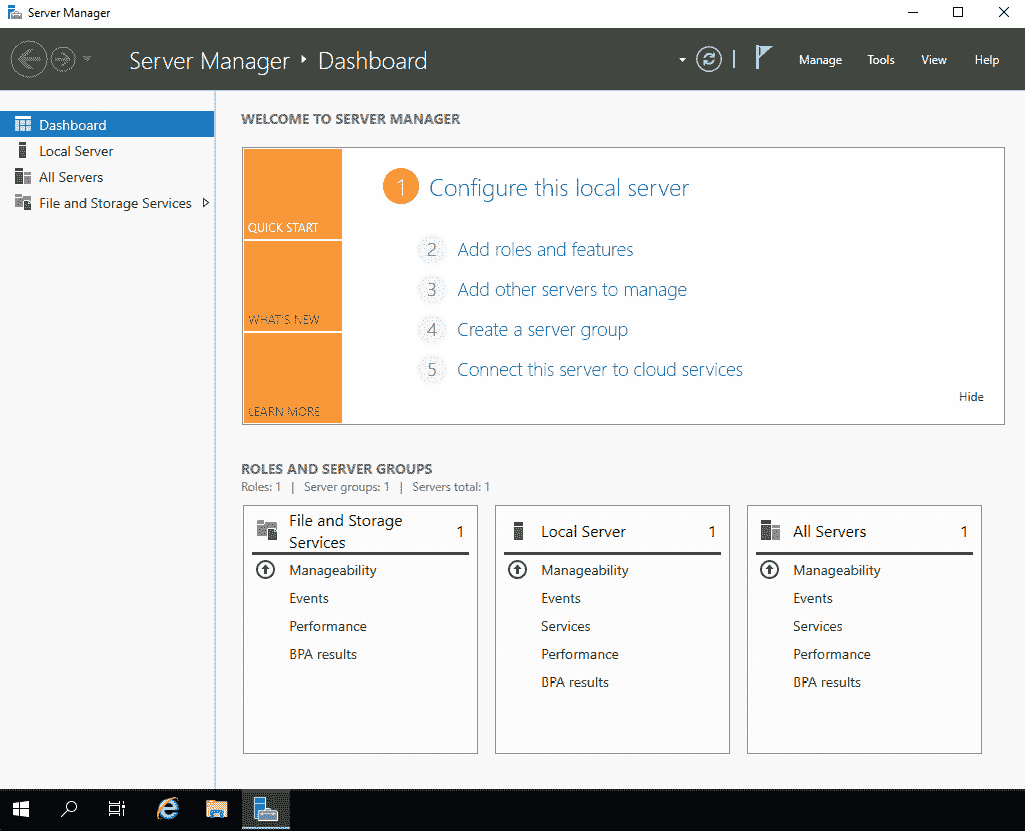 Server Manager
Server Manager ‣ Dashboard
Manage Tools View Help
Dashboard
Local Server
All Servers
File and Storage Services
WELCOME TO SERVER MANAGER
QUICK START
WHAT'S NEW
LEARN MORE
1 Configure this local server
2 Add roles and features
3 Add other servers to manage
4 Create a server group
5 Connect this server to cloud services
Hide
ROLES AND SERVER GROUPS
Roles: 1 | Server groups: 1 | Servers total: 1
File and Storage
Services 1
Manageability
Events
Performance
BPA results
Local Server 1
Manageability
Events
Services
Performance
BPA results
All Servers 1
Manageability
Events
Services
Performance
BPA results